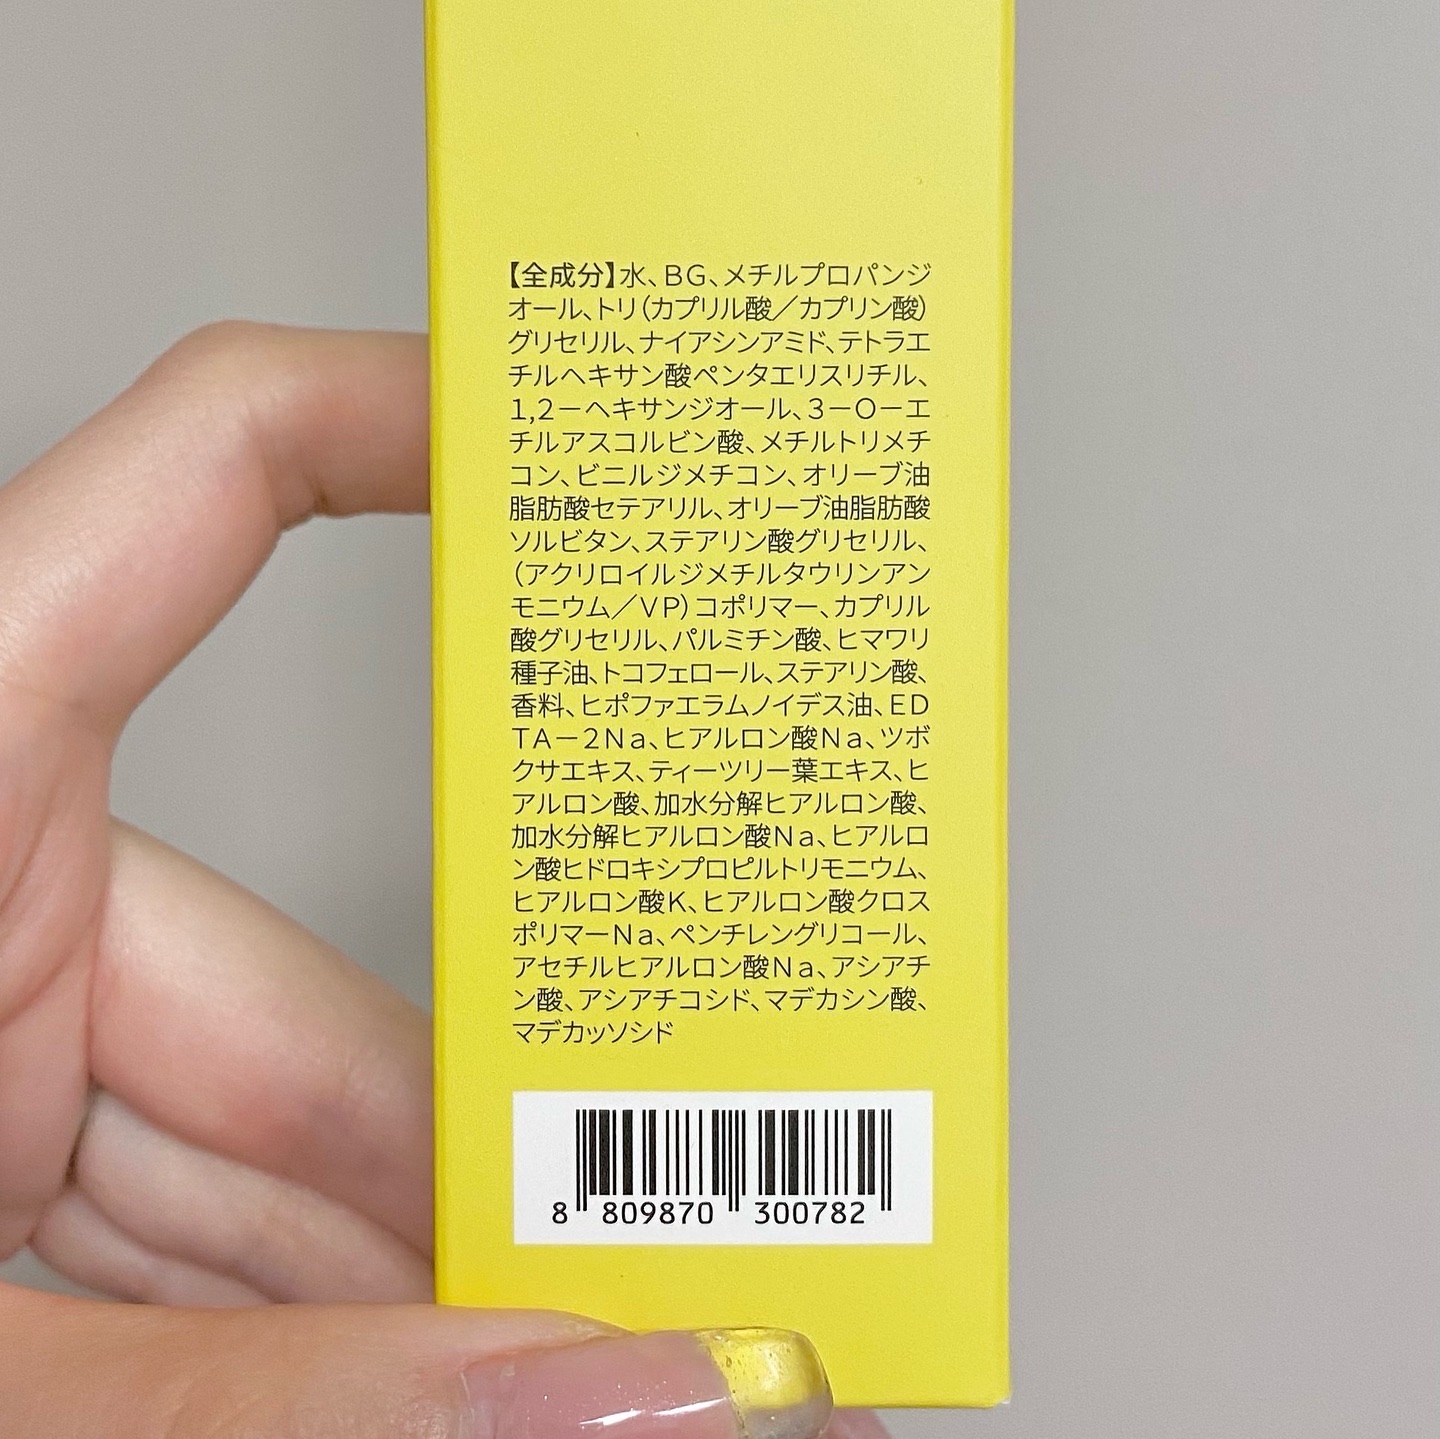 【全成分】水、BG、メチルプロパンジ
オール、トリ(カプリル酸／カプリン酸)
グリセリル、ナイアシンアミド、テトラエ
チルヘキサン酸ペンタエリスリチル、
1,2－ヘキサンジオール、3－O－エ
チルアスコルビン酸、メチルトリメチ
コン、ビニルジメチコン、オリーブ油
脂肪酸セテアリル、オリーブ油脂肪酸
ソルビタン、ステアリン酸グリセリル、
(アクリロイルジメチルタウリンアン
モニウム／VP)コポリマー、カプリル
酸グリセリル、パルミチン酸、ヒマワリ
種子油、トコフェロール、ステアリン酸、
香料、ヒポファエラムノイデス油、ED
TA－2Na、ヒアルロン酸Na、ツボ
クサエキス、ティーツリー葉エキス、ヒ
アルロン酸、加水分解ヒアルロン酸、
加水分解ヒアルロン酸Na、ヒアルロ
ン酸ヒドロキシプロピルトリモニウム、
ヒアルロン酸K、ヒアルロン酸クロス
ポリマーNa、ペンチレングリコール、
アセチルヒアルロン酸Na、アシアチ
ン酸、アシアチコシド、マデカシン酸、
マデカッソシド
8 809870 300782